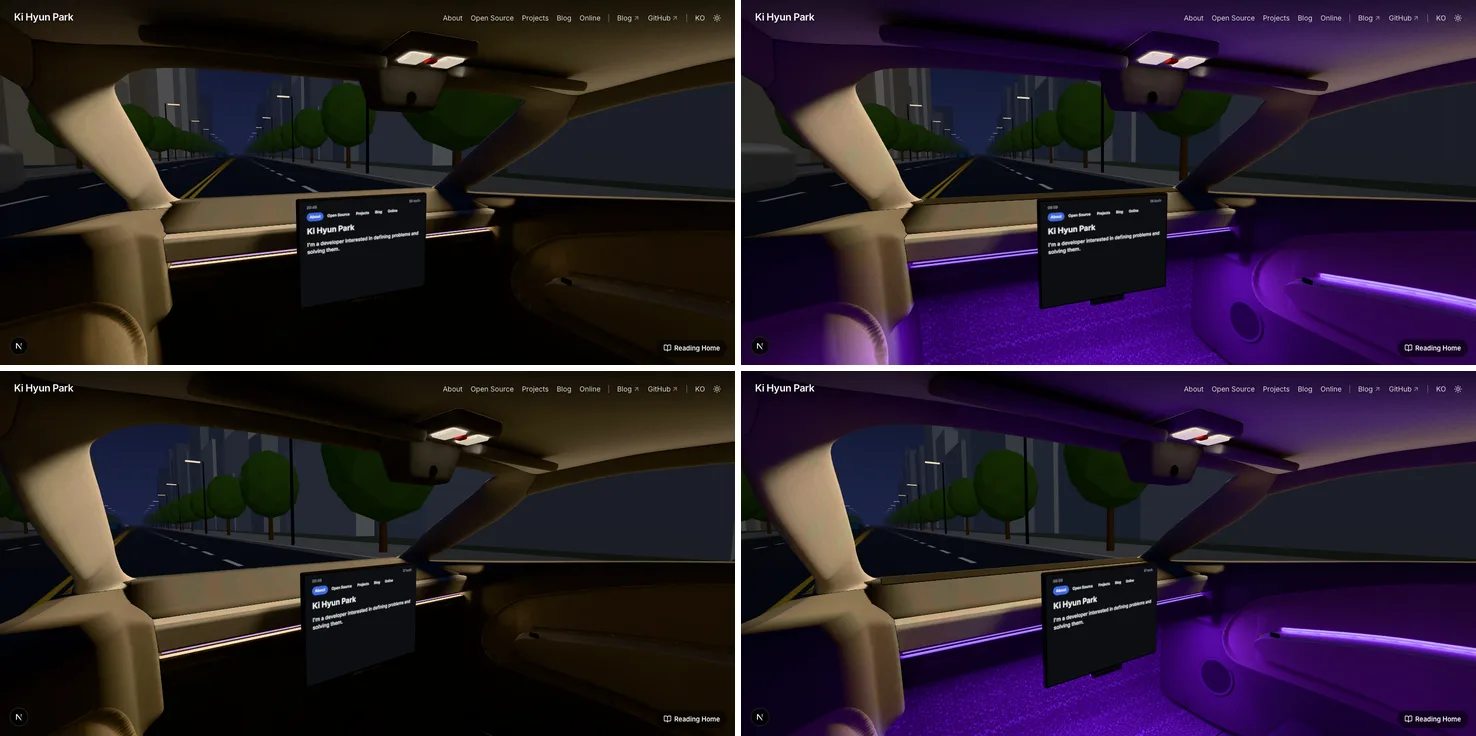 Ki Hyun Park
About Open Source Projects Blog Online | Blog ↗ GitHub ↗ | KO
About Open Source Projects Blog Online
Ki Hyun Park
I'm a developer interested in defining problems and
solving them.
N
Reading Home
Ki Hyun Park
About Open Source Projects Blog Online | Blog ↗ GitHub ↗ | KO
About Open Source Projects Blog Online
Ki Hyun Park
I'm a developer interested in defining problems and
solving them.
N
Reading Home
Ki Hyun Park
About Open Source Projects Blog Online | Blog ↗ GitHub ↗ | KO
About Open Source Projects Blog Online
Ki Hyun Park
I'm a developer interested in defining problems and
solving them.
N
Reading Home
Ki Hyun Park
About Open Source Projects Blog Online | Blog ↗ GitHub ↗ | KO
About Open Source Projects Blog Online
Ki Hyun Park
I'm a developer interested in defining problems and
solving them.
N
Reading Home